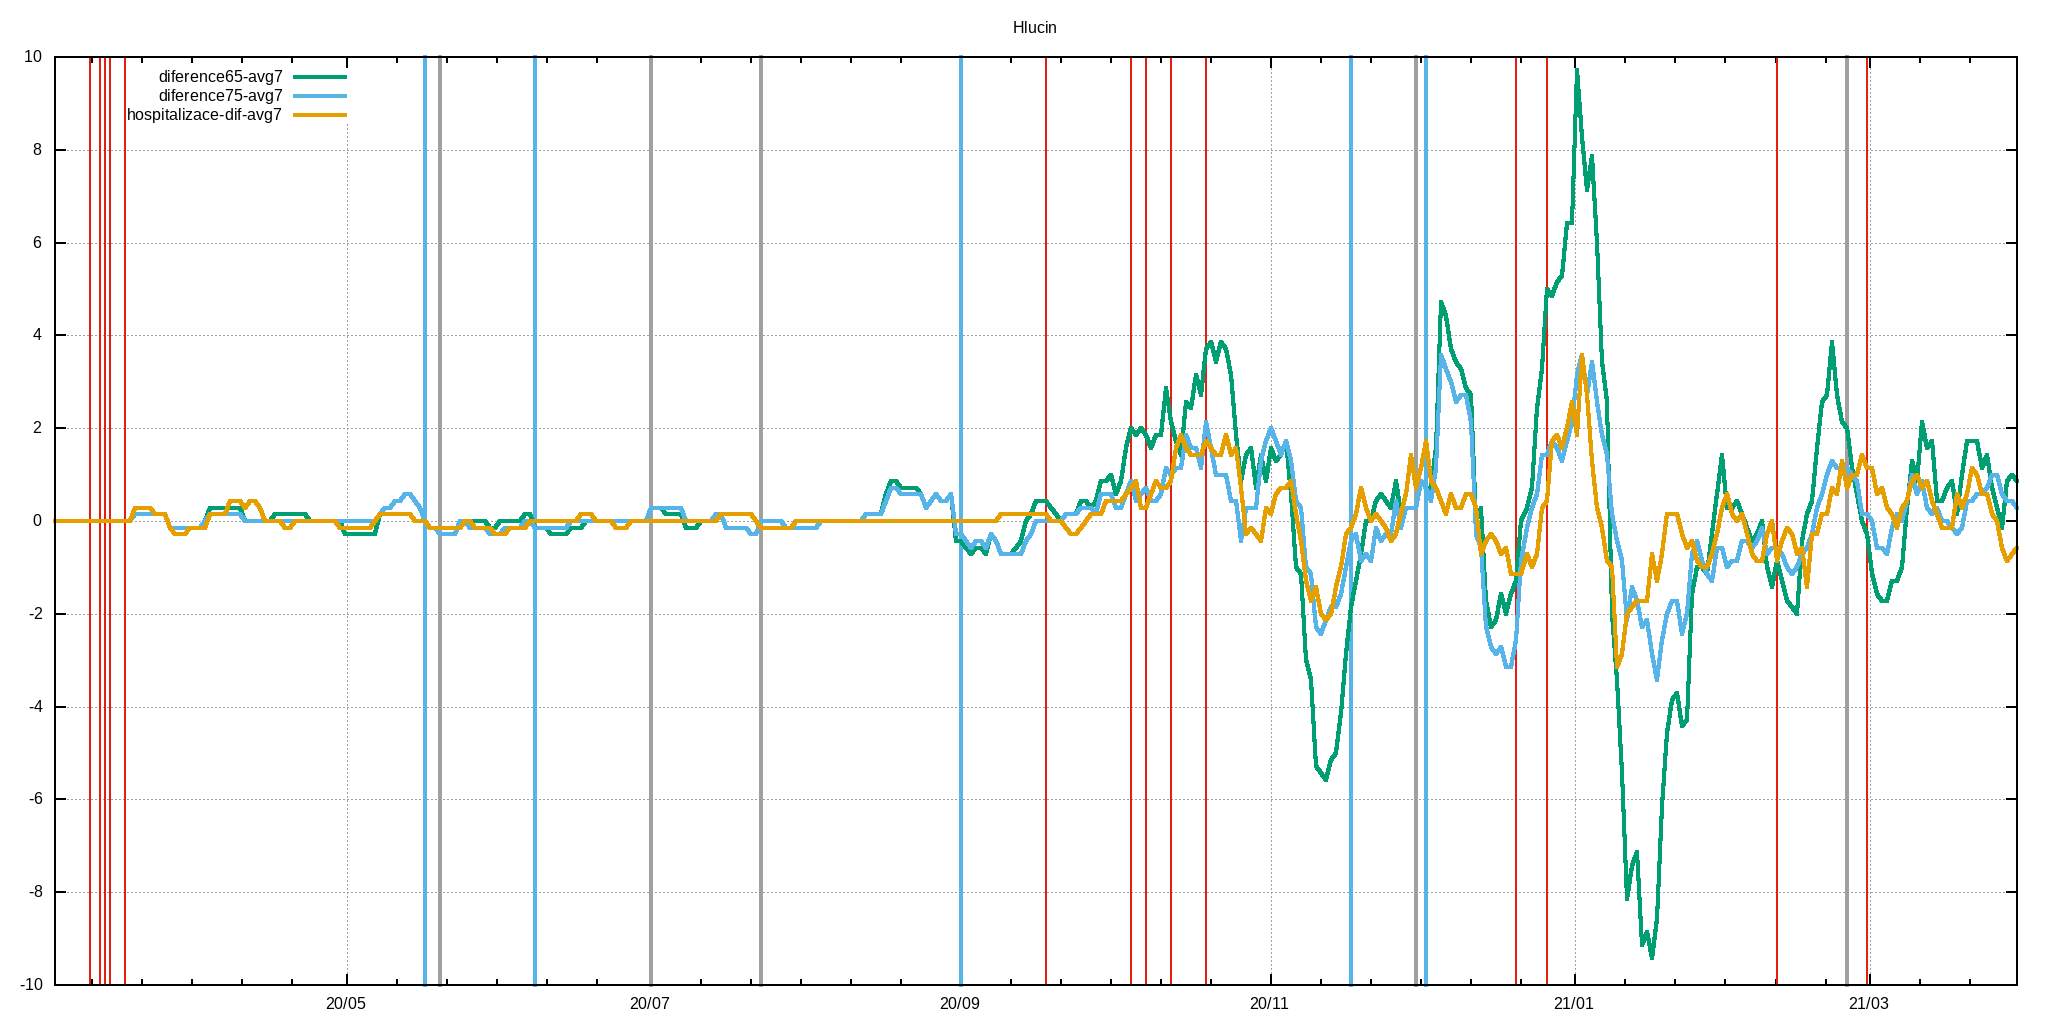 Hlucin
diference65-avg7
diference75-avg7
hospitalizace-dif-avg7
10
8
6
4
2
0
-2
-4
-6
-8
-10
20/05 20/07 20/09 20/11 21/01 21/03